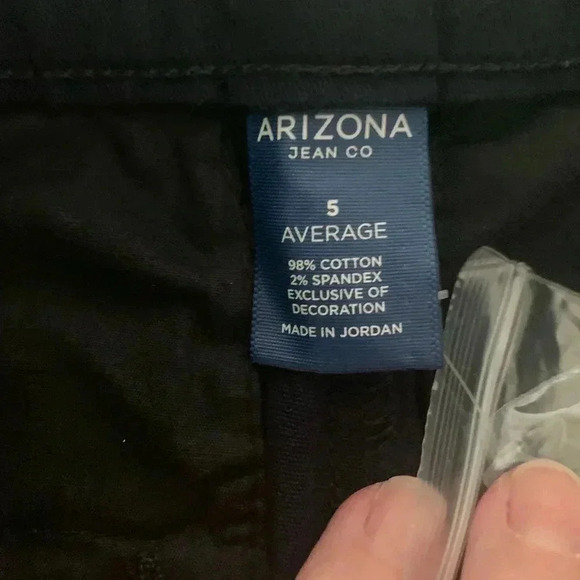 ARIZONA
JEAN CO
5
AVERAGE
98% COTTON
2% SPANDEX
EXCLUSIVE OF
DECORATION
MADE IN JORDAN